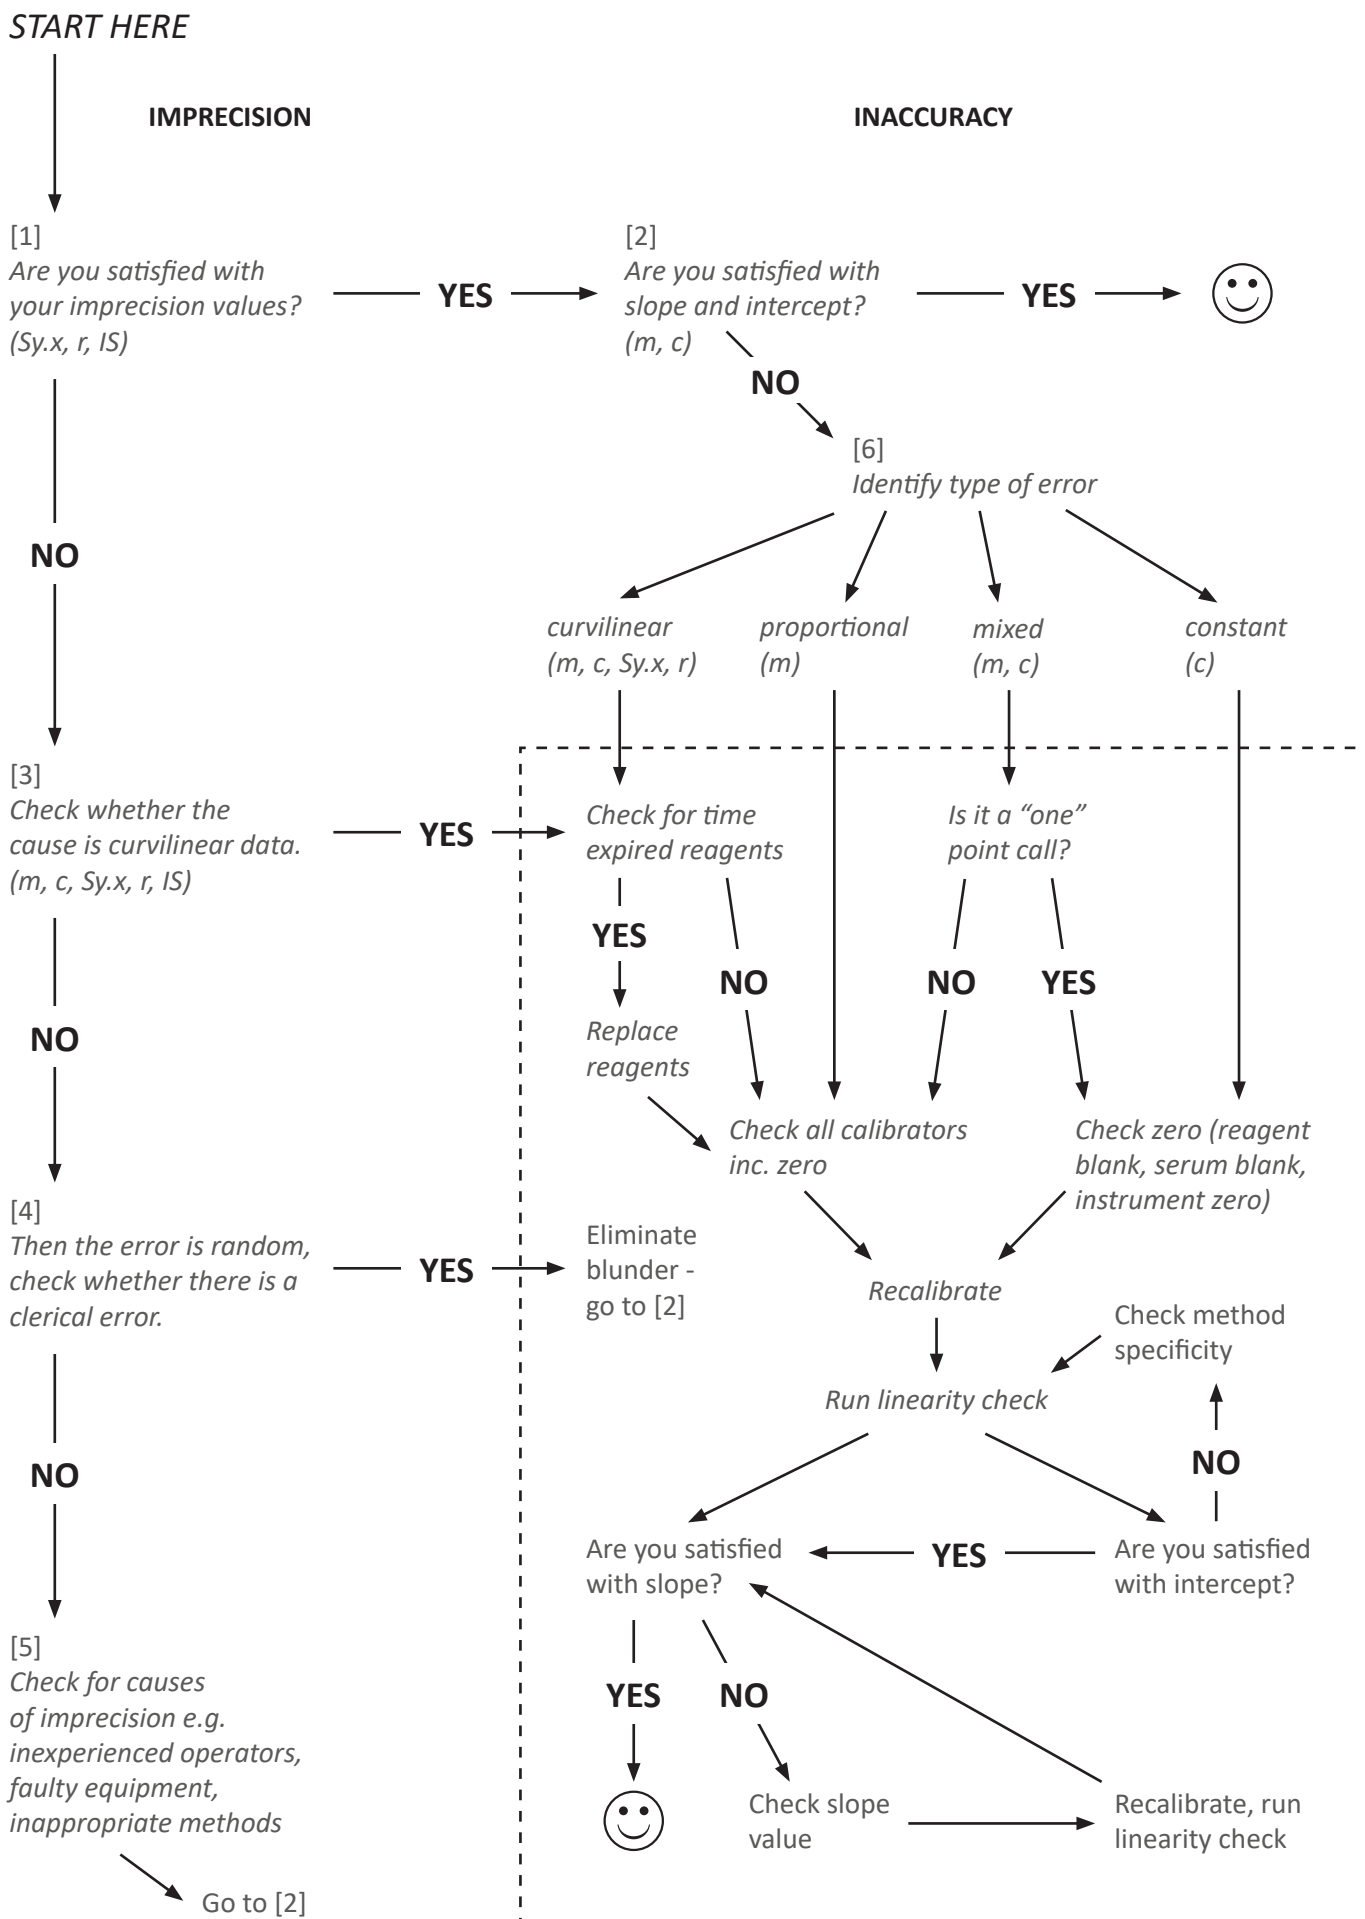 START HERE
IMPRECISION
INACCURACY
[1]
Are you satisfied with
your imprecision values?
(Sy.x, r, IS)
YES
[2]
Are you satisfied with
slope and intercept?
(m, c)
YES
NO
[6]
Identify type of error
NO
curvilinear
(m, c, Sy.x, r)
proportional
(m)
mixed
(m, c)
constant
(c)
[3]
Check whether the
cause is curvilinear data.
(m, c, Sy.x, r, IS)
YES
Check for time
expired reagents
Is it a “one”
point call?
YES
NO
NO
YES
NO
Replace
reagents
Check all calibrators
inc. zero
Check zero (reagent
blank, serum blank,
instrument zero)
[4]
Then the error is random,
check whether there is a
clerical error.
YES
Eliminate
blunder -
go to [2]
Recalibrate
Check method
specificity
Run linearity check
NO
NO
Are you satisfied
with slope?
YES
Are you satisfied
with intercept?
[5]
Check for causes
of imprecision e.g.
inexperienced operators,
faulty equipment,
inappropriate methods
YES
NO
Check slope
value
Recalibrate, run
linearity check
Go to [2]